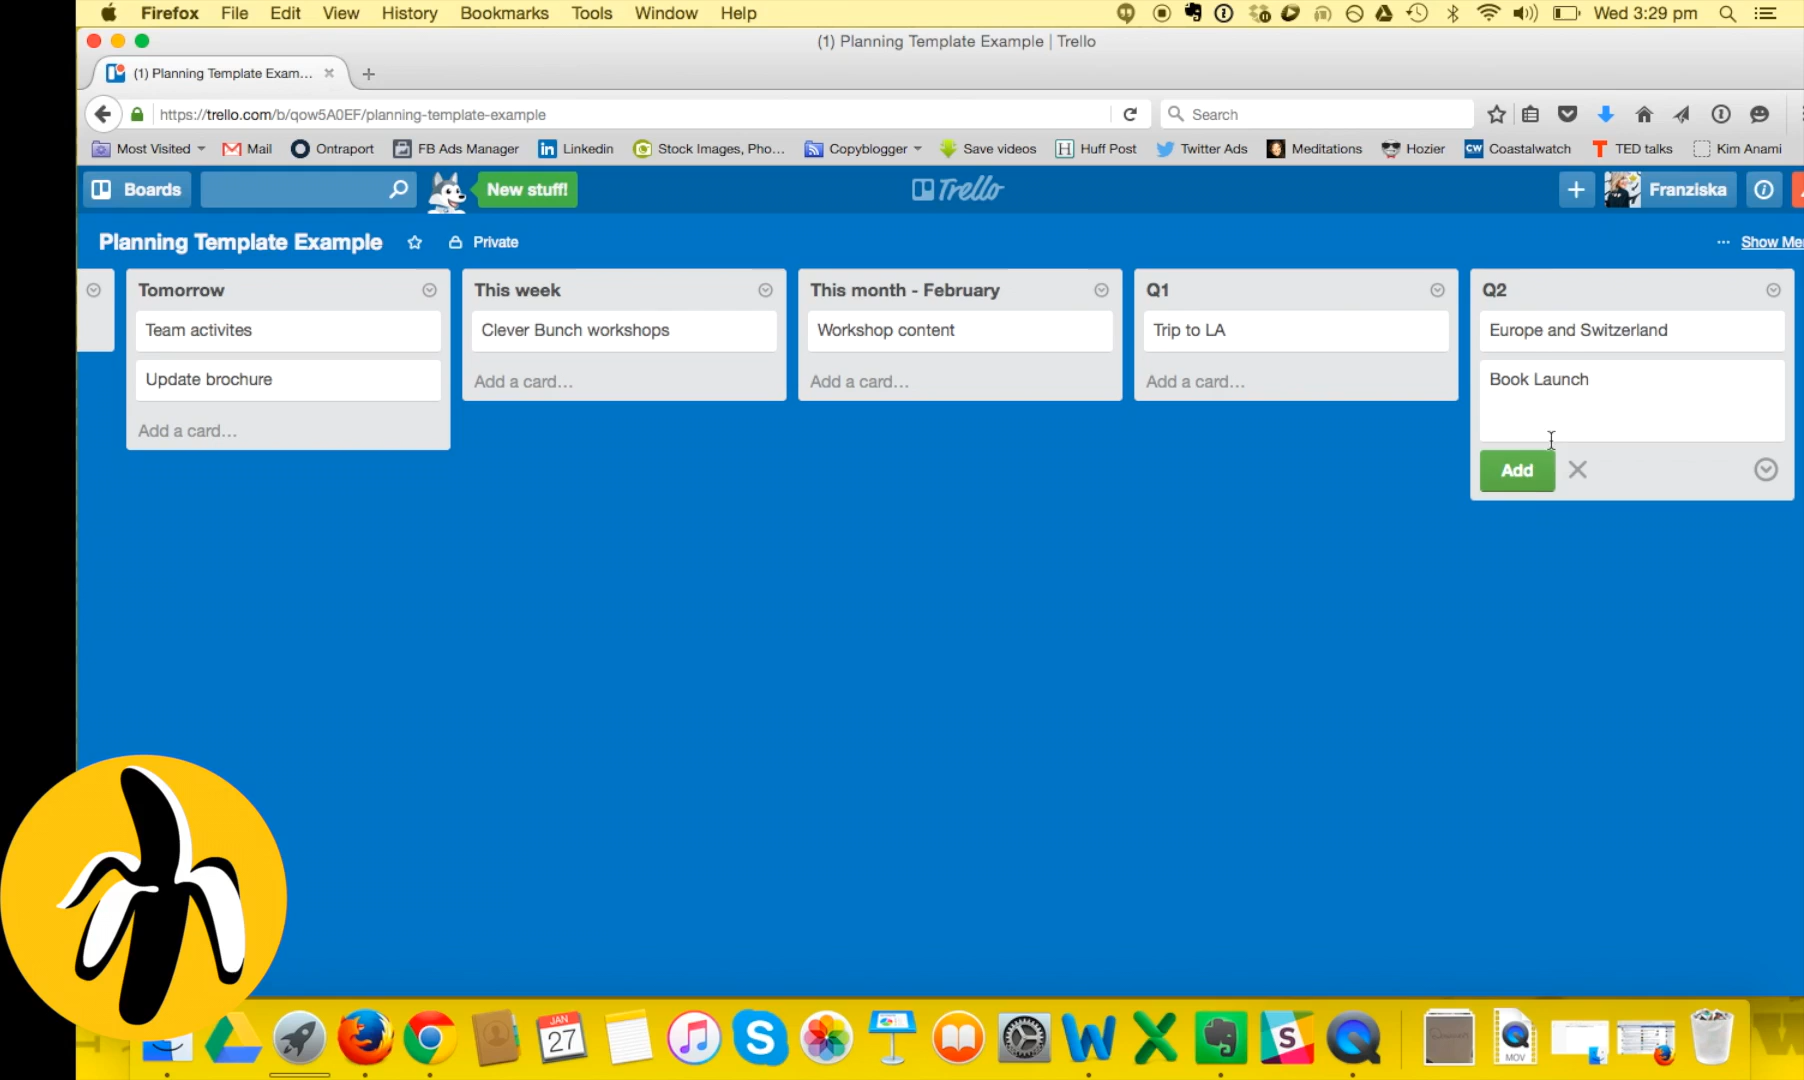 Firefox File Edit View History Bookmarks Tools Window Help Wed 3:29 pm
(1) Planning Template Example | Trello
(1) Planning Template Exam...
https://trello.com/b/qow5A0EF/planning-template-example Search
Most Visited Mail Ontraport FB Ads Manager Linkedin Stock Images, Pho... Copyblogger Save videos Huff Post Twitter Ads Meditations Hozier Coastalwatch TED talks Kim Anami
Boards New stuff! Trello Franziska
Planning Template Example Private ... Show Me
Tomorrow This week This month - February Q1 Q2
Team activites Clever Bunch workshops Workshop content Trip to LA Europe and Switzerland
Update brochure Add a card... Add a card... Add a card... Book Launch
Add a card...
Add
JAN
27
MOV